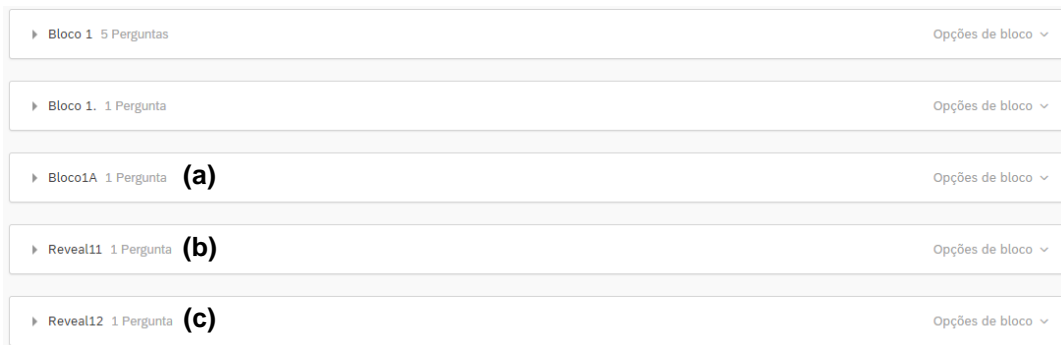 Bloco 1 5 Perguntas Opções de bloco
Bloco 1. 1 Pergunta Opções de bloco
Bloco1A 1 Pergunta (a) Opções de bloco
Reveal11 1 Pergunta (b) Opções de bloco
Reveal12 1 Pergunta (c) Opções de bloco